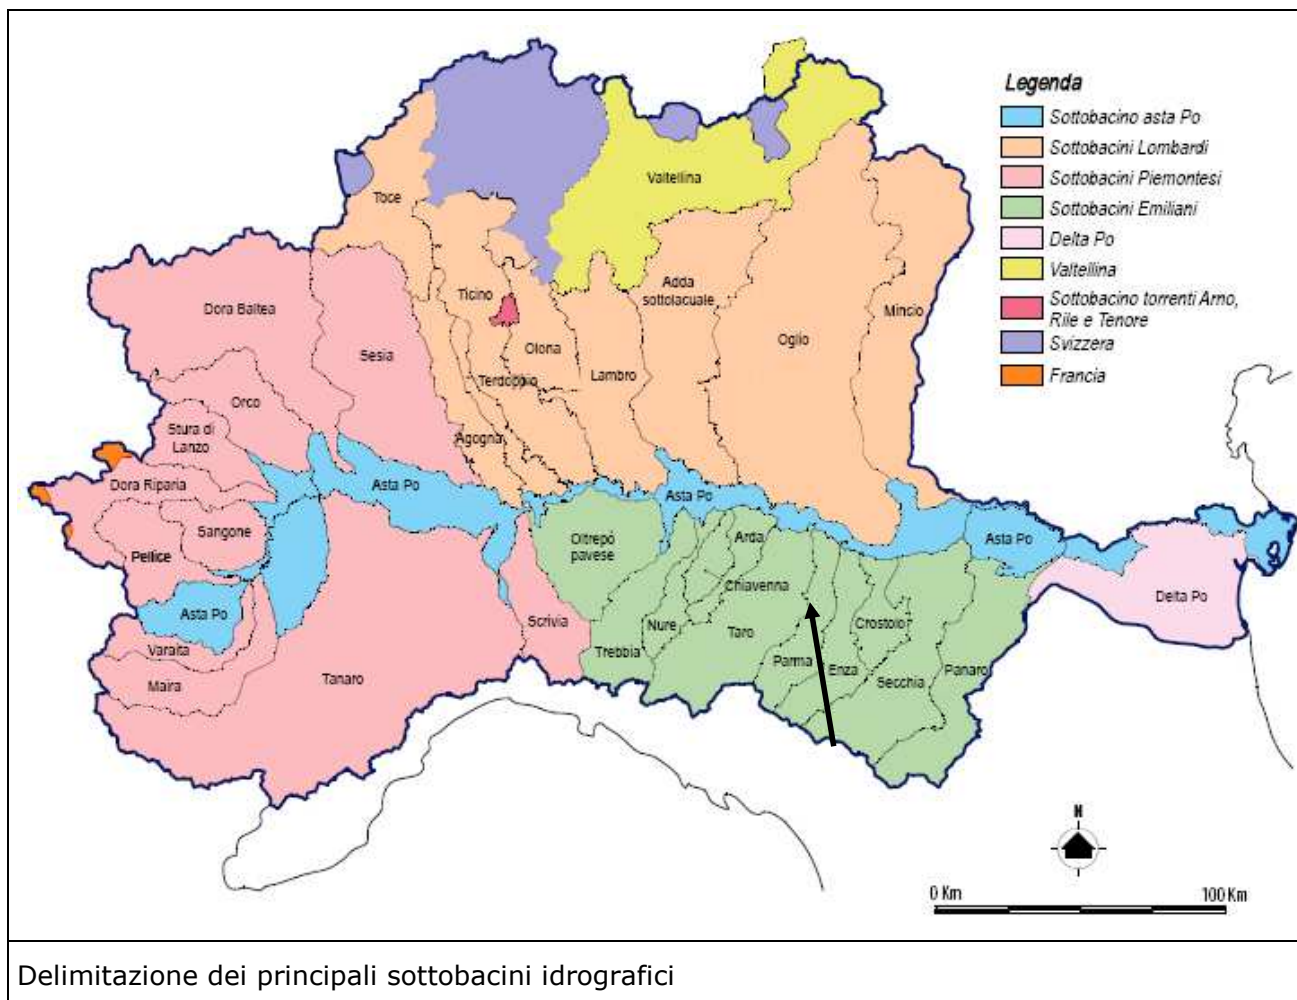 Legenda
Sottobacino asta Po
Sottobacini Lombardi
Sottobacini Piemontesi
Sottobacini Emiliani
Delta Po
Valtellina
Sottobacino torrenti Arno,
Rile e Tenore
Svizzera
Francia
Valtellina
Toce
Adda
sottolacuale
Ticino
Dora Baltea
Mincio
Oglio
Olona
Sesia
Lambro
Terdoppio
Orco
Stura di
Lanzo
Agogna
Dora Riparia
Asta Po
Asta Po
Sangone
Oltrepò
pavese
Arda
Asta Po
Pellice
Chiavenna
Delta Po
Asta Po
Scrivia
Nure
Crostolo
Taro
Varaita
Trebbia
Parma
Enza
Panaro
Maira
Tanaro
Secchia
N
0 Km
100 Km
Delimitazione dei principali sottobacini idrografici